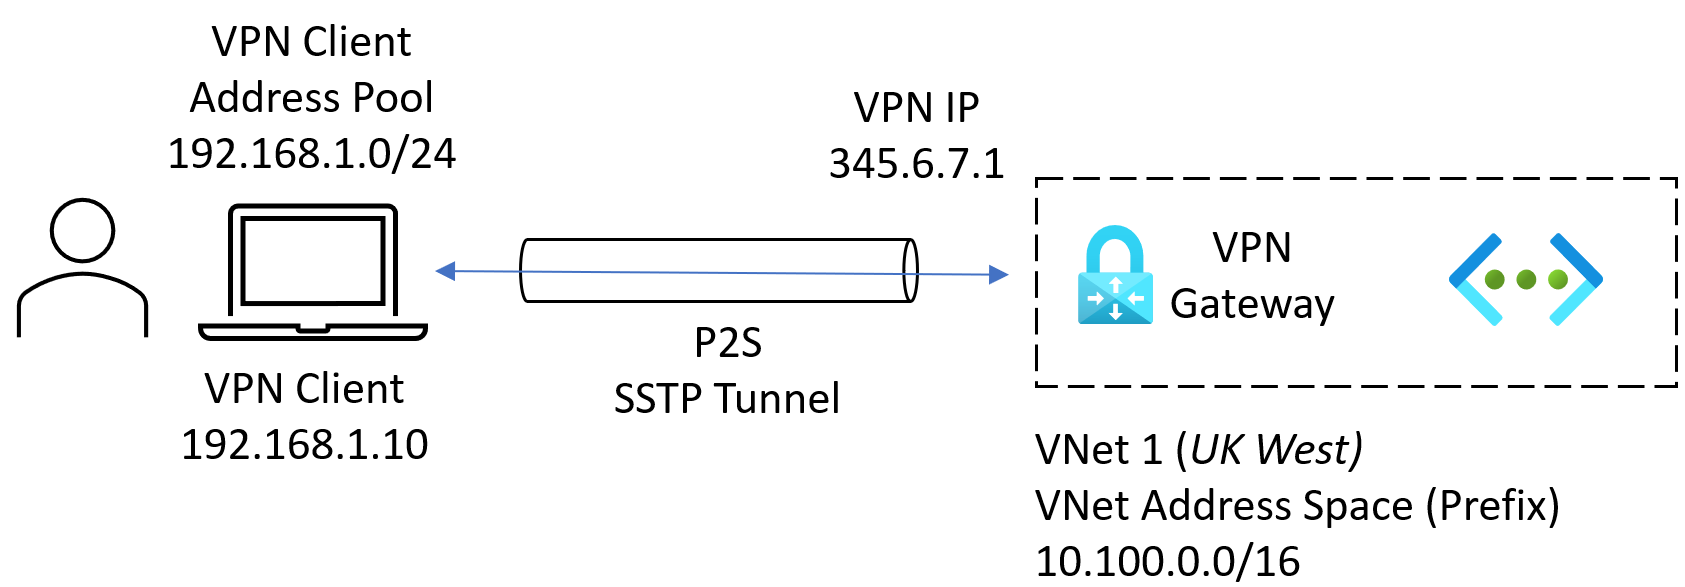 VPN Client
Address Pool
192.168.1.0/24
VPN Client
192.168.1.10
P2S
SSTP Tunnel
VPN IP
345.6.7.1
VPN
Gateway
VNet 1 (UK West)
VNet Address Space (Prefix)
10.100.0.0/16